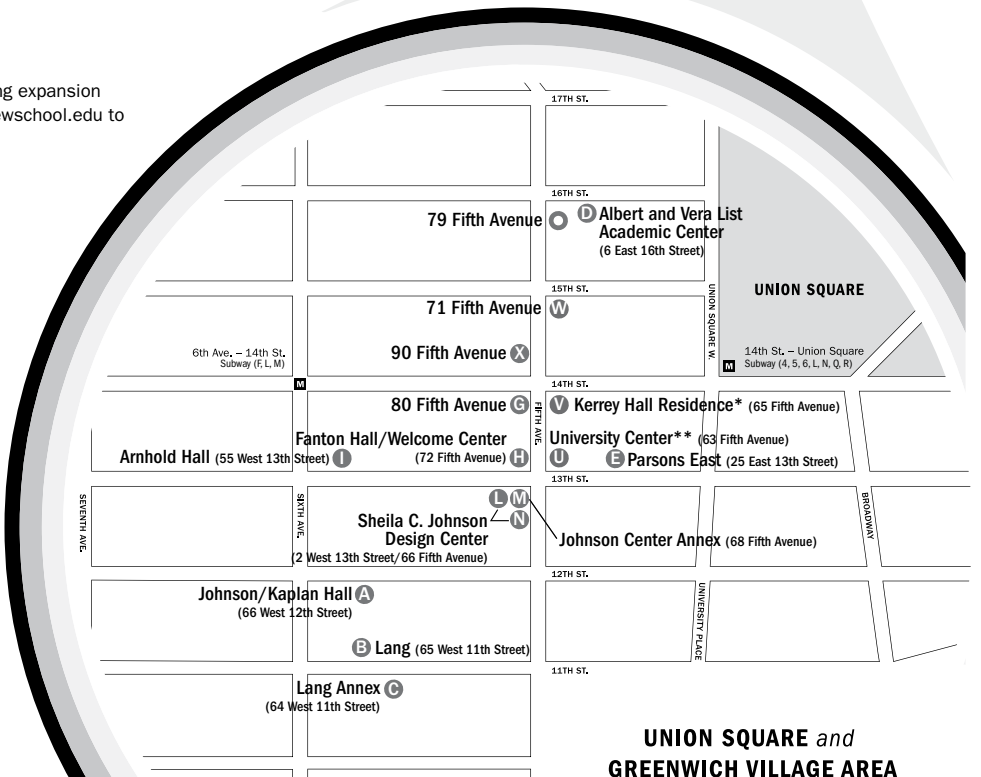 ng expansion
ewschool.edu to
17TH ST.
16TH ST.
79 Fifth Avenue
D Albert and Vera List
Academic Center
(6 East 16th Street)
15TH ST.
UNION SQUARE W.
UNION SQUARE
71 Fifth Avenue W
90 Fifth Avenue X
6th Ave. – 14th St.
Subway (F, L, M)
M
M
14th St. – Union Square
Subway (4, 5, 6, L, N, Q, R)
14TH ST.
80 Fifth Avenue G
FIFTH AVE.
V Kerrey Hall Residence* (65 Fifth Avenue)
Fanton Hall/Welcome Center
(72 Fifth Avenue) H
University Center** (63 Fifth Avenue)
U
Arnhold Hall (55 West 13th Street) I
E Parsons East (25 East 13th Street)
13TH ST.
SEVENTH AVE.
SIXTH AVE.
BROADWAY
L M
N
Sheila C. Johnson
Design Center
(2 West 13th Street/66 Fifth Avenue)
Johnson Center Annex (68 Fifth Avenue)
12TH ST.
UNIVERSITY PLACE
Johnson/Kaplan Hall A
(66 West 12th Street)
B Lang (65 West 11th Street)
11TH ST.
Lang Annex C
(64 West 11th Street)
UNION SQUARE and
GREENWICH VILLAGE AREA